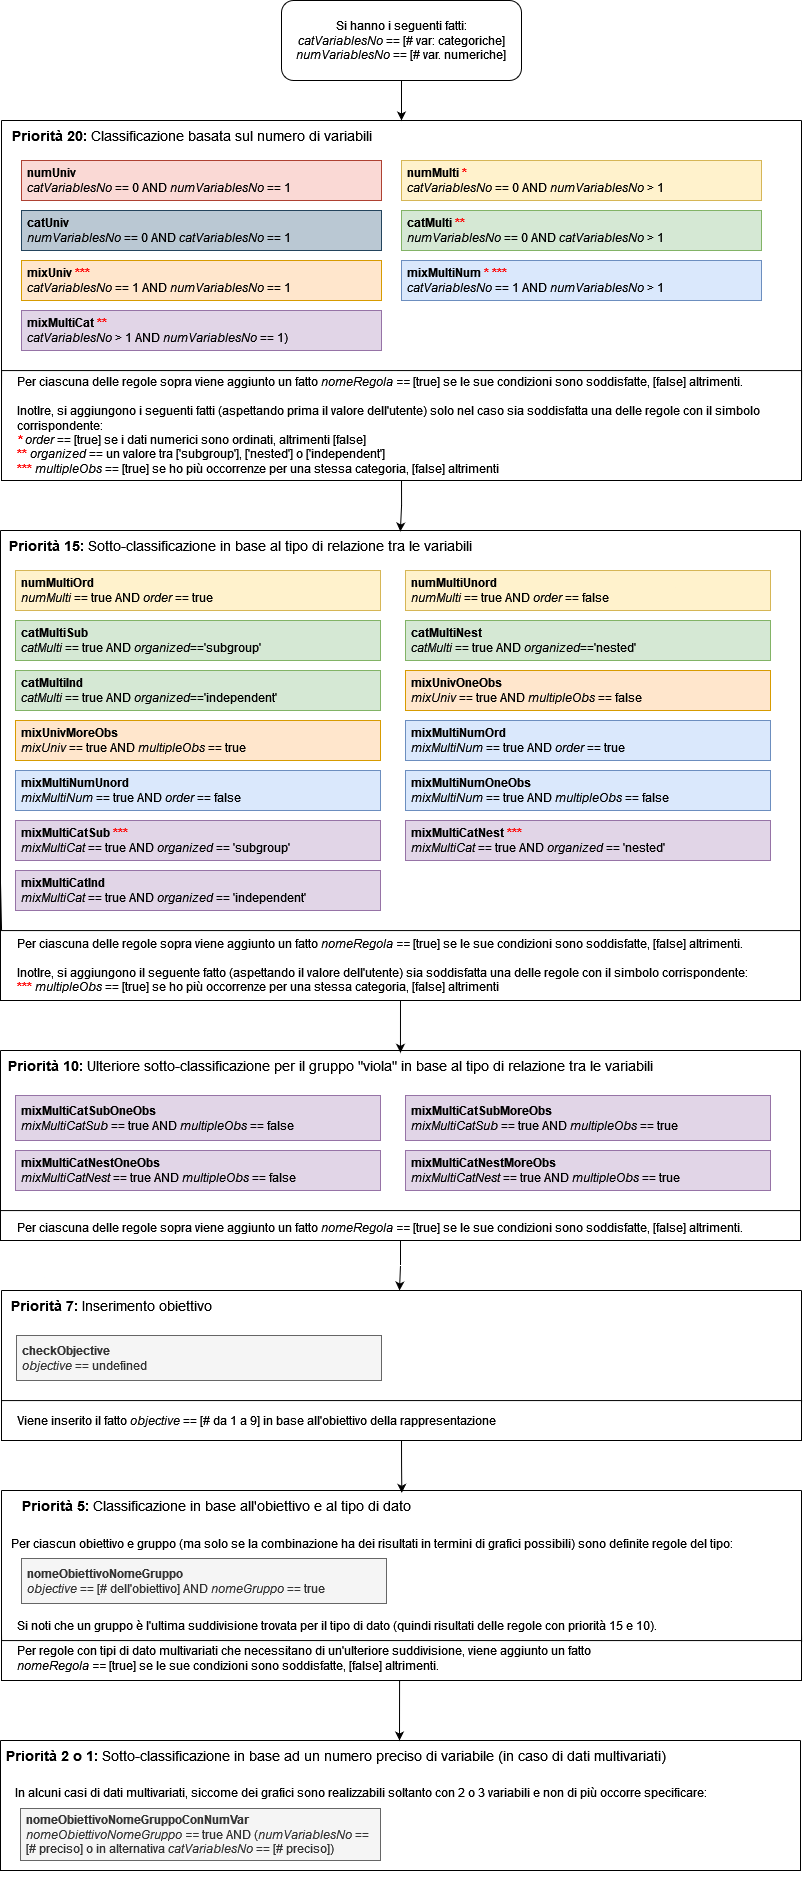 Si hanno i seguenti fatti:
catVariablesNo == [# var: categoriche]
numVariablesNo == [# var. numeriche]
Priorità 20: Classificazione basata sul numero di variabili
numUniv
catVariablesNo == 0 AND numVariablesNo == 1
numMulti *
catVariablesNo == 0 AND numVariablesNo > 1
catUniv
numVariablesNo == 0 AND catVariablesNo == 1
catMulti **
numVariablesNo == 0 AND catVariablesNo > 1
mixUniv ***
catVariablesNo == 1 AND numVariablesNo == 1
mixMultiNum * ***
catVariablesNo == 1 AND numVariablesNo > 1
mixMultiCat **
catVariablesNo > 1 AND numVariablesNo == 1)
Per ciascuna delle regole sopra viene aggiunto un fatto nomeRegola == [true] se le sue condizioni sono soddisfatte, [false] altrimenti.
Inotlre, si aggiungono i seguenti fatti (aspettando prima il valore dell'utente) solo nel caso sia soddisfatta una delle regole con il simbolo
corrispondente:
* order == [true] se i dati numerici sono ordinati, altrimenti [false]
** organized == un valore tra ['subgroup'], ['nested'] o ['independent']
*** multipleObs == [true] se ho più occorrenze per una stessa categoria, [false] altrimenti
Priorità 15: Sotto-classificazione in base al tipo di relazione tra le variabili
numMultiOrd
numMulti == true AND order == true
numMultiUnord
numMulti == true AND order == false
catMultiSub
catMulti == true AND organized=='subgroup'
catMultiNest
catMulti == true AND organized=='nested'
catMultiInd
catMulti == true AND organized=='independent'
mixUnivOneObs
mixUniv == true AND multipleObs == false
mixUnivMoreObs
mixUniv == true AND multipleObs == true
mixMultiNumOrd
mixMultiNum == true AND order == true
mixMultiNumUnord
mixMultiNum == true AND order == false
mixMultiNumOneObs
mixMultiNum == true AND multipleObs == false
mixMultiCatSub ***
mixMultiCat == true AND organized == 'subgroup'
mixMultiCatNest ***
mixMultiCat == true AND organized == 'nested'
mixMultiCatInd
mixMultiCat == true AND organized == 'independent'
Per ciascuna delle regole sopra viene aggiunto un fatto nomeRegola == [true] se le sue condizioni sono soddisfatte, [false] altrimenti.
Inotlre, si aggiungono il seguente fatto (aspettando il valore dell'utente) sia soddisfatta una delle regole con il simbolo corrispondente:
*** multipleObs == [true] se ho più occorrenze per una stessa categoria, [false] altrimenti
Priorità 10: Ulteriore sotto-classificazione per il gruppo "viola" in base al tipo di relazione tra le variabili
mixMultiCatSubOneObs
mixMultiCatSub == true AND multipleObs == false
mixMultiCatSubMoreObs
mixMultiCatSub == true AND multipleObs == true
mixMultiCatNestOneObs
mixMultiCatNest == true AND multipleObs == false
mixMultiCatNestMoreObs
mixMultiCatNest == true AND multipleObs == true
Per ciascuna delle regole sopra viene aggiunto un fatto nomeRegola == [true] se le sue condizioni sono soddisfatte, [false] altrimenti.
Priorità 7: Inserimento obiettivo
checkObjective
objective == undefined
Viene inserito il fatto objective == [# da 1 a 9] in base all'obiettivo della rappresentazione
Priorità 5: Classificazione in base all'obiettivo e al tipo di dato
Per ciascun obiettivo e gruppo (ma solo se la combinazione ha dei risultati in termini di grafici possibili) sono definite regole del tipo:
nomeObiettivoNomeGruppo
objective == [# dell'obiettivo] AND nomeGruppo == true
Si noti che un gruppo è l'ultima suddivisione trovata per il tipo di dato (quindi risultati delle regole con priorità 15 e 10).
Per regole con tipi di dato multivariati che necessitano di un'ulteriore suddivisione, viene aggiunto un fatto
nomeRegola == [true] se le sue condizioni sono soddisfatte, [false] altrimenti.
Priorità 2 o 1: Sotto-classificazione in base ad un numero preciso di variabile (in caso di dati multivariati)
In alcuni casi di dati multivariati, siccome dei grafici sono realizzabili soltanto con 2 o 3 variabili e non di più occorre specificare:
nomeObiettivoNomeGruppoConNumVar
nomeObiettivoNomeGruppo == true AND (numVariablesNo ==
[# preciso] o in alternativa catVariablesNo == [# preciso])